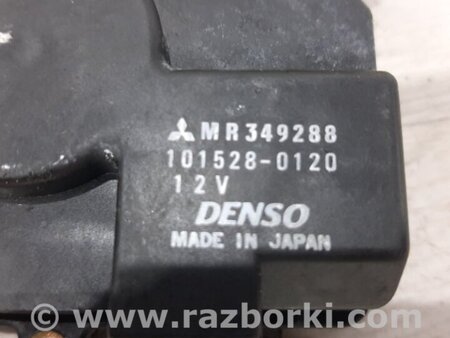 MR349288
101528-0120
12V
DENSO
MADE IN JAPAN
www.razborki.com